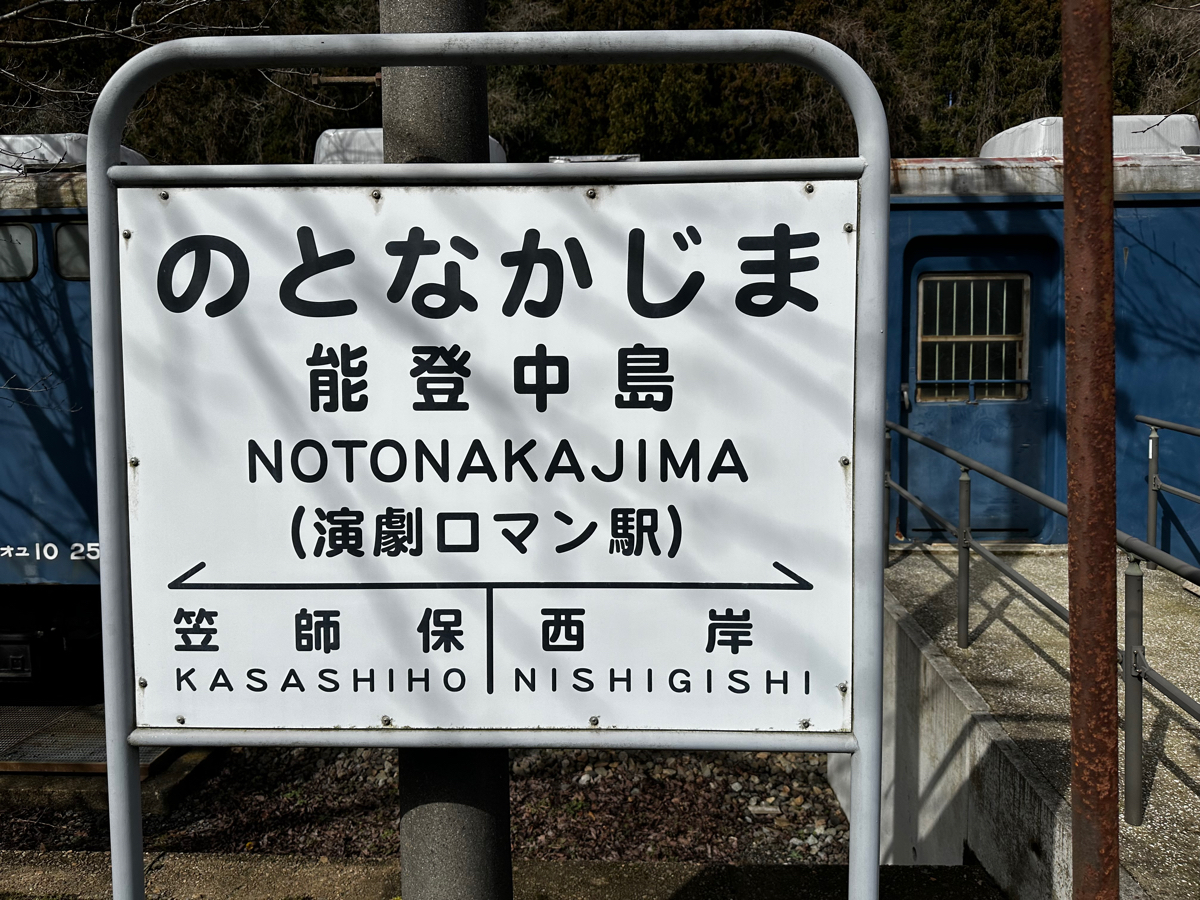 のとなかじま
能登中島
NOTONAKAJIMA
(演劇ロマン駅)
笠師保 西岸
KASASHIHO NISHIGISHI
オユ10 25